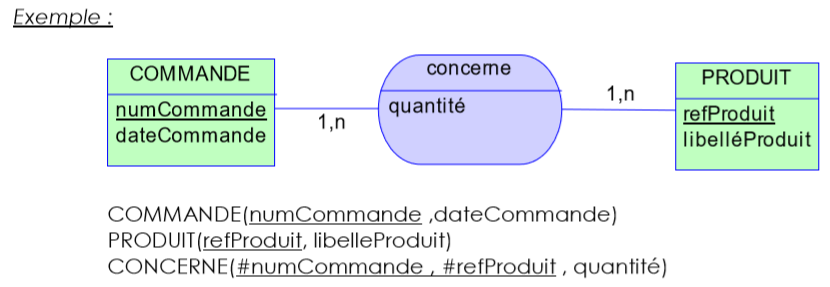 Exemple :
COMMANDE
numCommande
dateCommande
1,n
concerne
quantité
1,n
PRODUIT
refProduit
libelléProduit
COMMANDE(numCommande ,dateCommande)
PRODUIT(refProduit, libelleProduit)
CONCERNE(#numCommande , #refProduit , quantité)